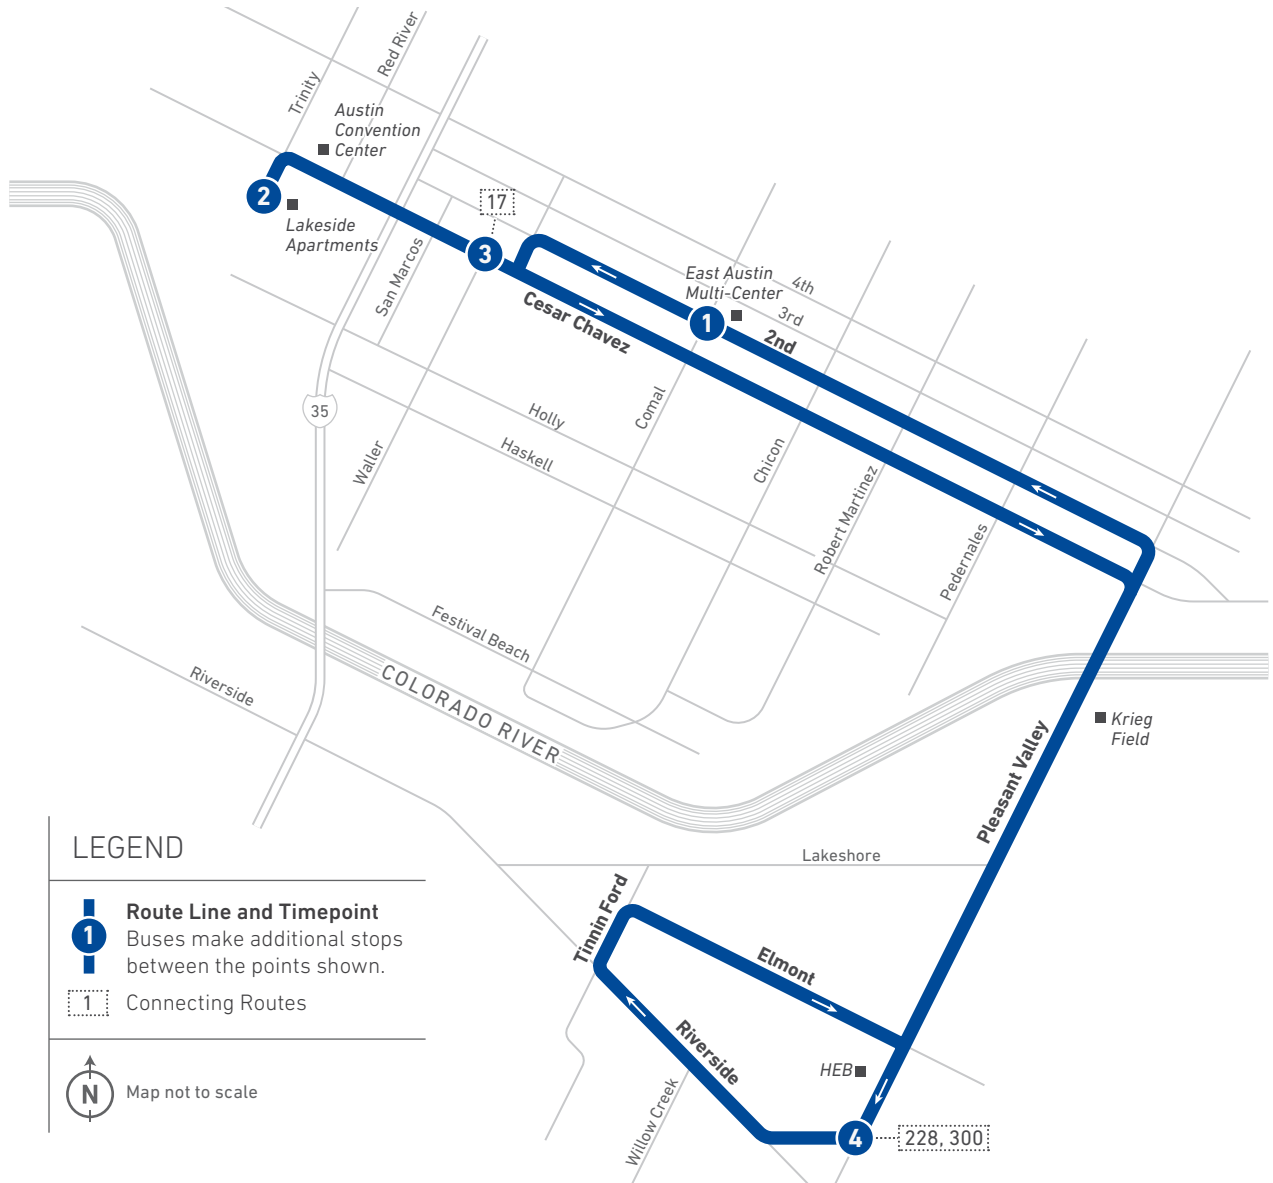 Trinity
Red River
Austin
Convention
Center
2
Lakeside
Apartments
17
3
San Marcos
East Austin
Multi-Center
4th
3rd
2nd
1
Cesar Chavez
35
Holly
Haskell
Waller
Comal
Chicon
Robert Martinez
Pedernales
Festival Beach
Riverside
COLORADO RIVER
Krieg
Field
Pleasant Valley
Lakeshore
Tinnin Ford
Elmont
Riverside
HEB
Willow Creek
4
228, 300
LEGEND
1
Route Line and Timepoint
Buses make additional stops
between the points shown.
1
Connecting Routes
N
Map not to scale